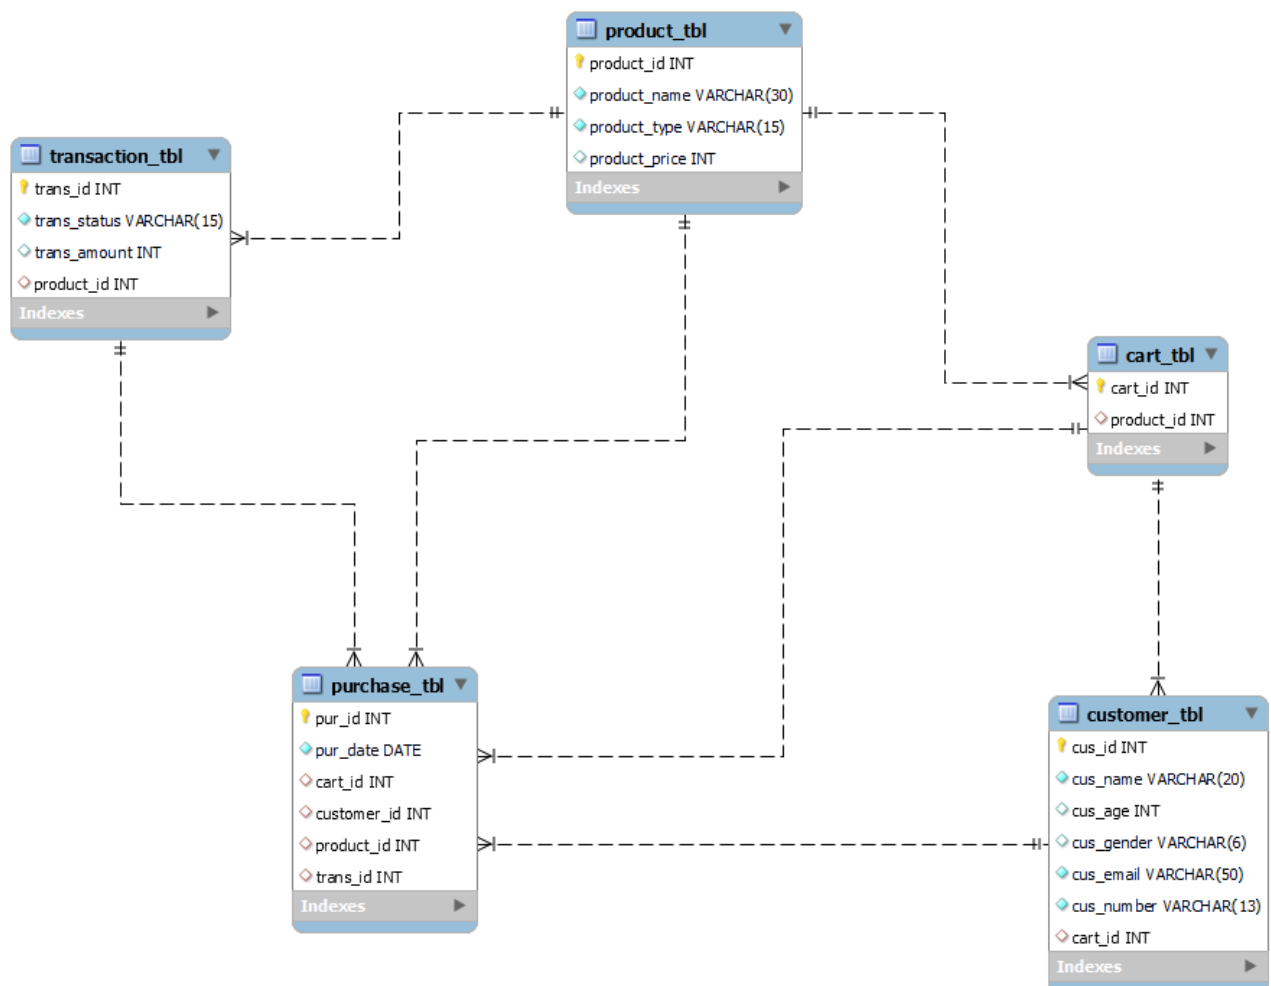 product_tbl
product_id INT
product_name VARCHAR(30)
product_type VARCHAR(15)
product_price INT
Indexes
transaction_tbl
trans_id INT
trans_status VARCHAR(15)
trans_amount INT
product_id INT
Indexes
cart_tbl
cart_id INT
product_id INT
Indexes
purchase_tbl
pur_id INT
pur_date DATE
cart_id INT
customer_id INT
product_id INT
trans_id INT
Indexes
customer_tbl
cus_id INT
cus_name VARCHAR(20)
cus_age INT
cus_gender VARCHAR(6)
cus_email VARCHAR(50)
cus_number VARCHAR(13)
cart_id INT
Indexes